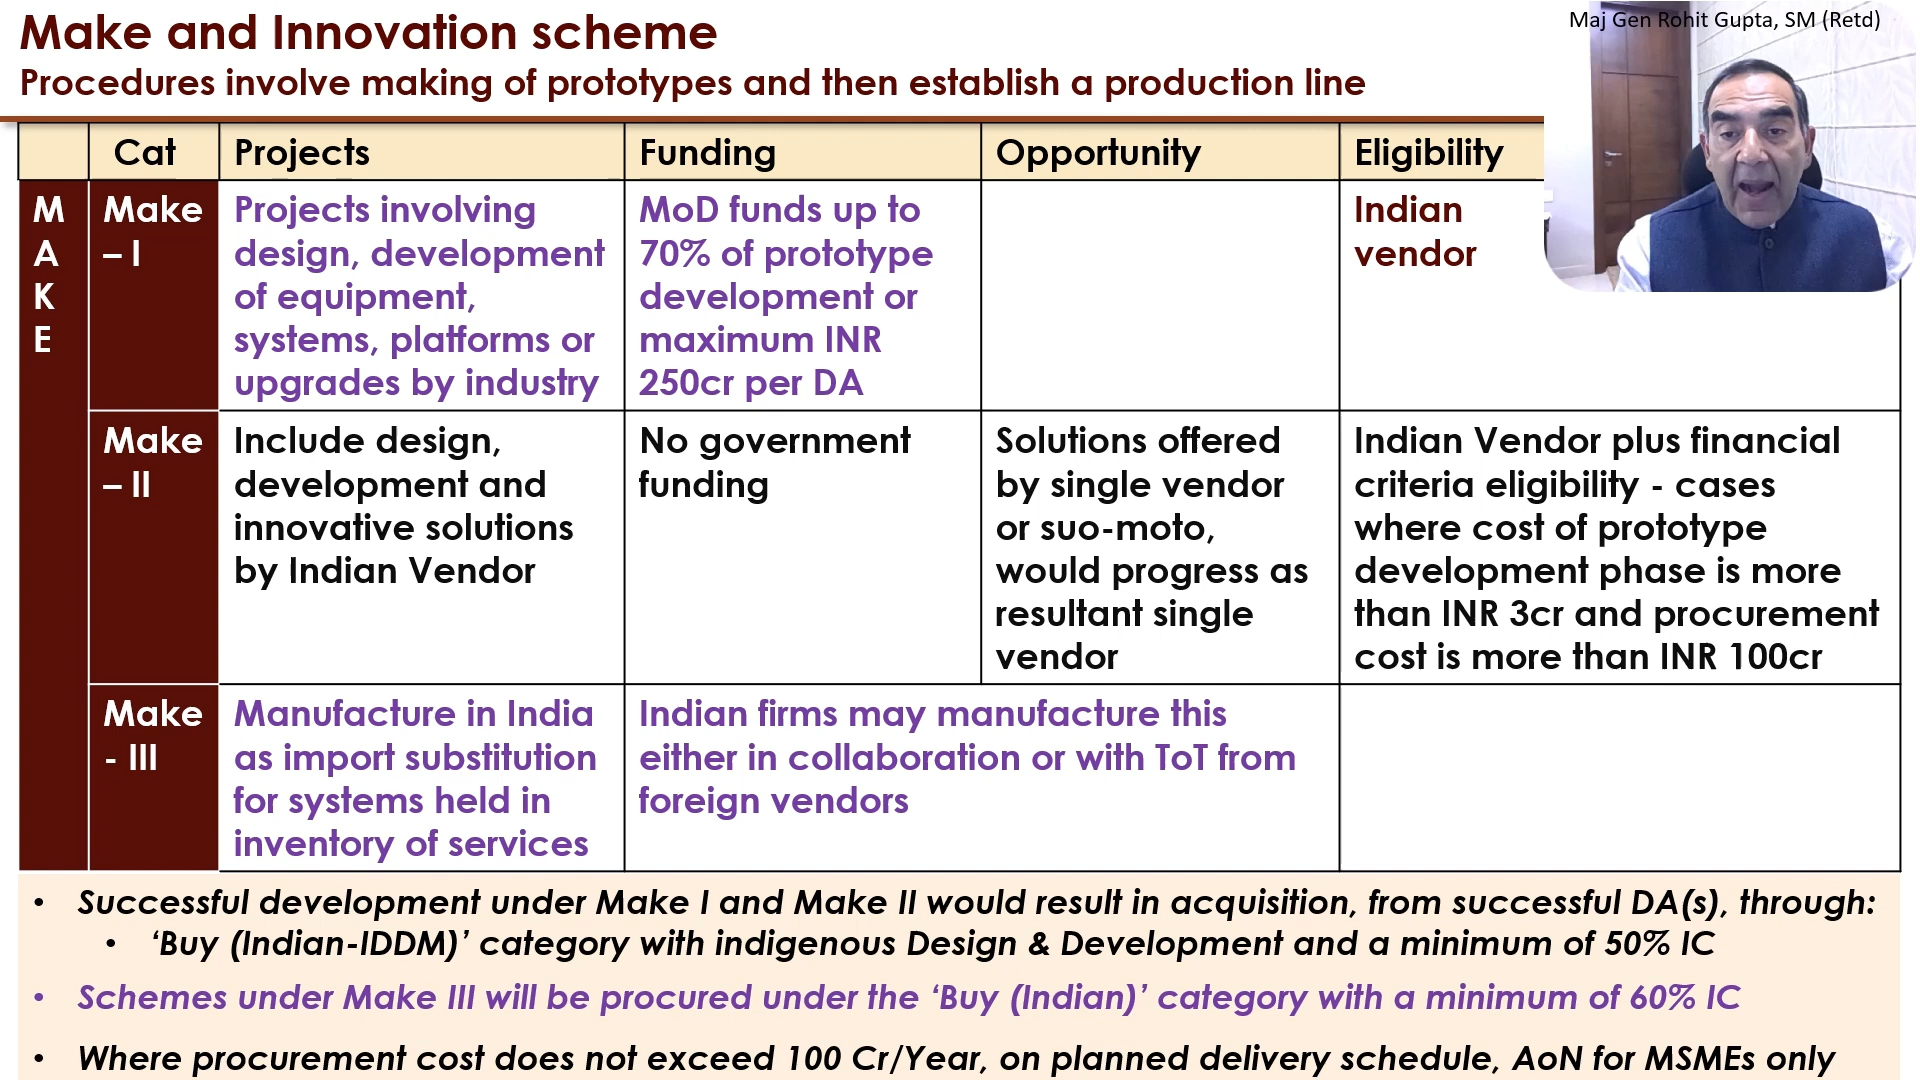 Make and Innovation scheme
Procedures involve making of prototypes and then establish a production line
Maj Gen Rohit Gupta, SM (Retd)
Cat
Projects
Funding
Opportunity
Eligibility
M
A
K
E
Make
– I
Projects involving
design, development
of equipment,
systems, platforms or
upgrades by industry
MoD funds up to
70% of prototype
development or
maximum INR
250cr per DA
Indian
vendor
Make
– II
Include design,
development and
innovative solutions
by Indian Vendor
No government
funding
Solutions offered
by single vendor
or suo-moto,
would progress as
resultant single
vendor
Indian Vendor plus financial
criteria eligibility - cases
where cost of prototype
development phase is more
than INR 3cr and procurement
cost is more than INR 100cr
Make
- III
Manufacture in India
as import substitution
for systems held in
inventory of services
Indian firms may manufacture this
either in collaboration or with ToT from
foreign vendors
• Successful development under Make I and Make II would result in acquisition, from successful DA(s), through:
• ‘Buy (Indian-IDDM)’ category with indigenous Design & Development and a minimum of 50% IC
• Schemes under Make III will be procured under the ‘Buy (Indian)’ category with a minimum of 60% IC
• Where procurement cost does not exceed 100 Cr/Year, on planned delivery schedule, AoN for MSMEs only